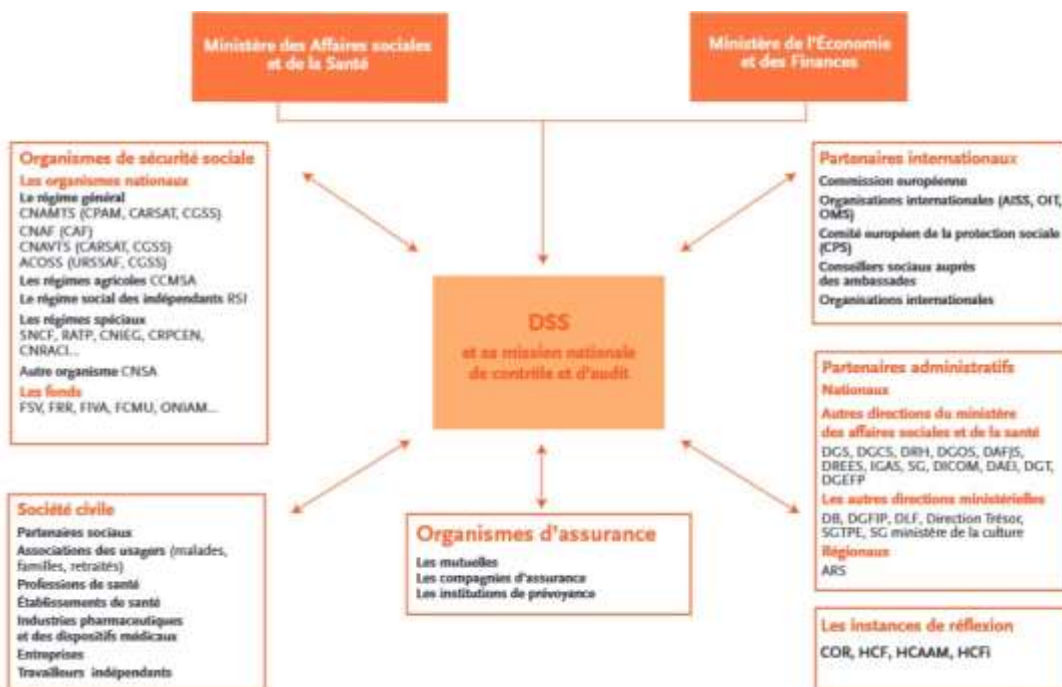 Ministère des Affaires sociales
et de la Santé
Ministère de l'Économie
et des Finances
Organismes de sécurité sociale
Les organismes nationaux
Le régime général
CNAMTS (CPAM, CARSAT, CGSS)
CNAF (CAF)
CNAVTS (CARSAT, CGSS)
ACOSS (URSSAF, CGSS)
Les régimes agricoles CCMSA
Le régime social des indépendants RSI
Les régimes spéciaux
SNCF, RATP, CNIEG, CRPCEN,
CNRACL...
Autre organisme CNSA
Les fonds
FSV, FRR, FIVA, FCMU, ONIAM...
Partenaires internationaux
Commission européenne
Organisations internationales (AISS, OIT,
OMS)
Comité européen de la protection sociale
(CPS)
Conseillers sociaux auprès
des ambassades
Organisations internationales
DSS
et sa mission nationale
de contrôle et d'audit
Partenaires administratifs
Nationaux
Autres directions du ministère
des affaires sociales et de la santé
DGS, DGCS, DRH, DGOS, DAFJS,
DREES, IGAS, SG, DICOM, DAEI, DGT,
DGEFP
Les autres directions ministérielles
DB, DGFIP, DLF, Direction Trésor,
SGTPE, SG ministère de la culture
Régionaux
ARS
Société civile
Partenaires sociaux
Associations des usagers (malades,
familles, retraités)
Professions de santé
Établissements de santé
Industries pharmaceutiques
et des dispositifs médicaux
Entreprises
Travailleurs indépendants
Organismes d'assurance
Les mutuelles
Les compagnies d'assurance
Les institutions de prévoyance
Les instances de réflexion
COR, HCF, HCAAM, HCFi